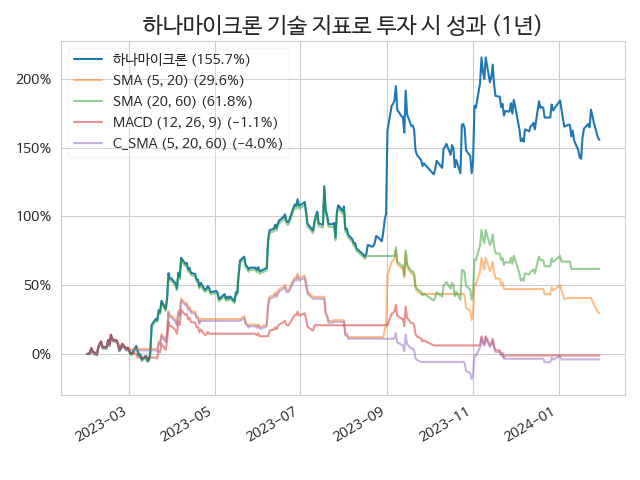 하나마이크론 기술 지표로 투자 시 성과 (1년)
하나마이크론 (155.7%)
SMA (5, 20) (29.6%)
SMA (20, 60) (61.8%)
MACD (12, 26, 9) (−1.1%)
C_SMA (5, 20, 60) (−4.0%)
200%
150%
100%
50%
0%
2023−03
2023−05
2023−07
2023−09
2023−11
2024−01